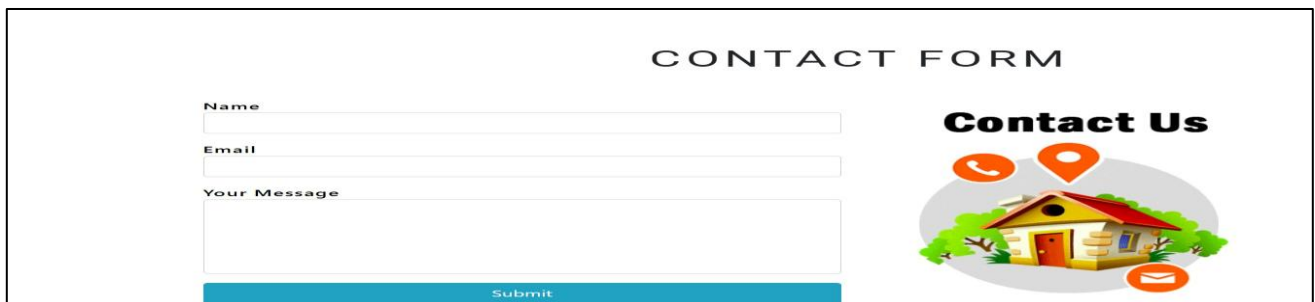 CONTACT FORM
Name
Email
Your Message
Submit
Contact Us